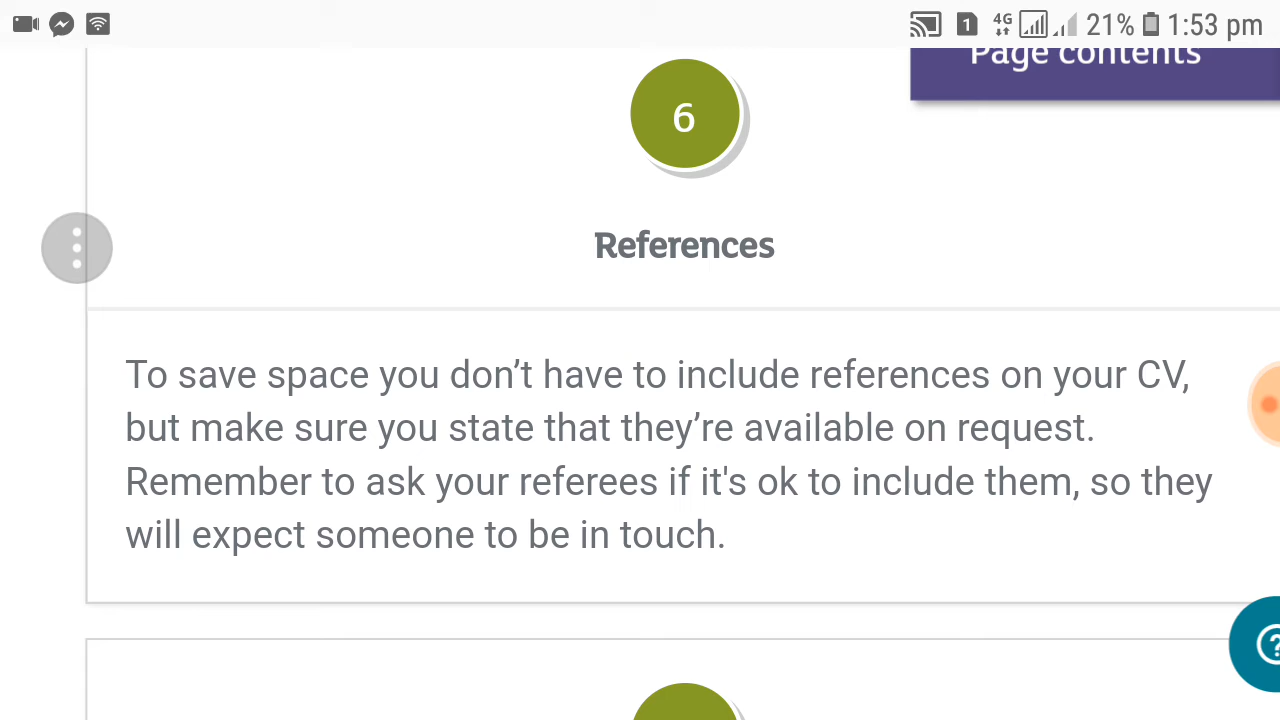 1 4G 21% 1:53 pm
Page contents
6
References
To save space you don’t have to include references on your CV,
but make sure you state that they’re available on request.
Remember to ask your referees if it's ok to include them, so they
will expect someone to be in touch.
?